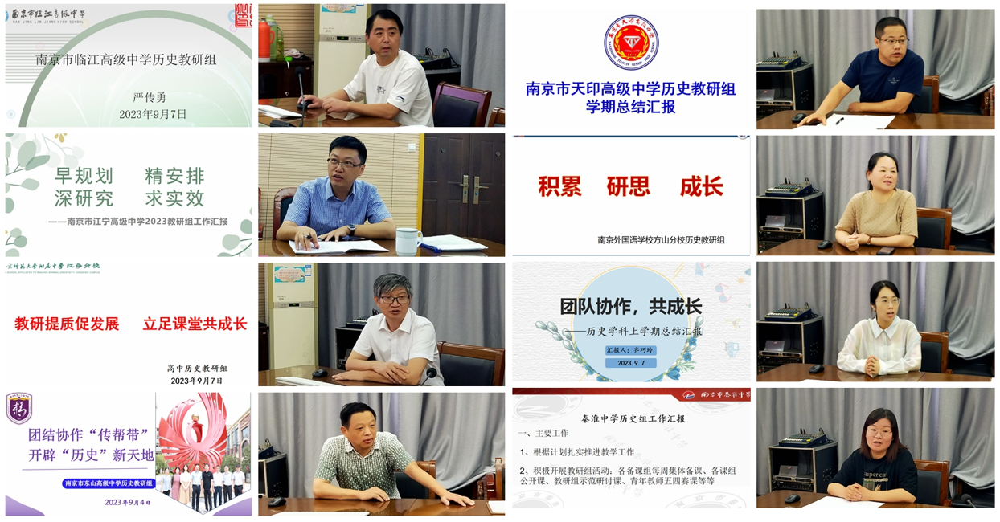 南京市临江高级中学
NAN JING LIN JIANG HIGH SCHOOL
南京市临江高级中学历史教研组
严传勇
2023年9月7日
早规划 精安排
深研究 求实效
——南京市江宁高级中学2023教研组工作汇报
京师范大学附属中学江宁分校
教研提质促发展 立足课堂共成长
高中历史教研组
2023年9月7日
团结协作“传帮带”
开辟“历史”新天地
南京市东山高级中学历史教研组
2023年9月4日
南京市天印高级中学历史教研组
学期总结汇报
积累 研思 成长
南京外国语学校方山分校历史教研组
团队协作，共成长
——历史学科上学期总结汇报
汇报人：齐巧玲
2023.9.7
南京市秦淮中学
秦淮中学历史组工作汇报
一、主要工作
1、根据计划扎实推进教学工作
2、积极开展教研组活动：各备课组每周集体备课、备课组
公开课、教研组示范研讨课、青年教师五四赛课等等